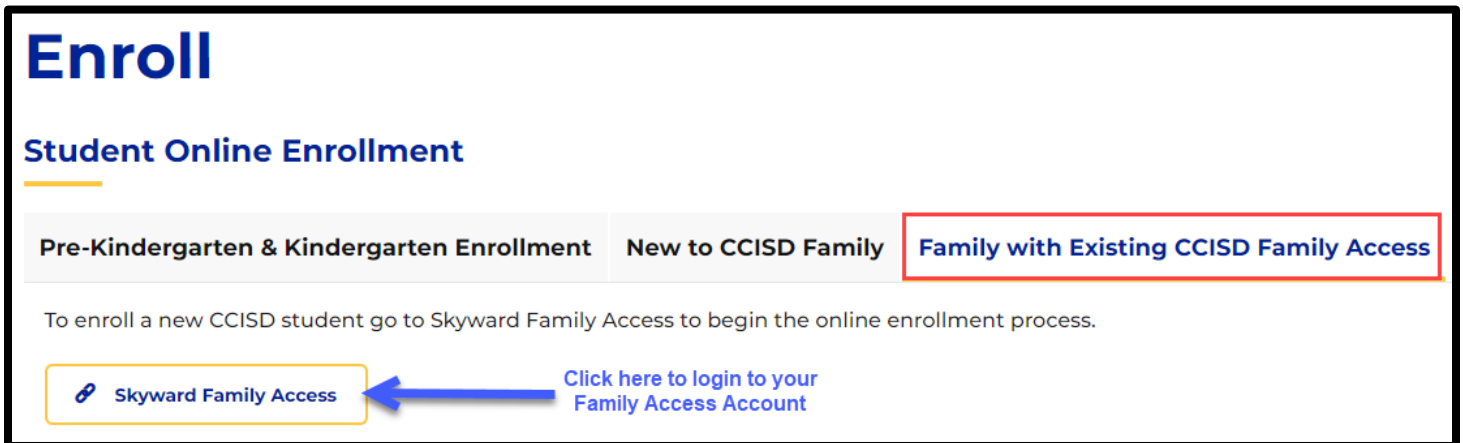 Enroll
Student Online Enrollment
Pre-Kindergarten & Kindergarten Enrollment New to CCISD Family Family with Existing CCISD Family Access
To enroll a new CCISD student go to Skyward Family Access to begin the online enrollment process.
Skyward Family Access
Click here to login to your
Family Access Account